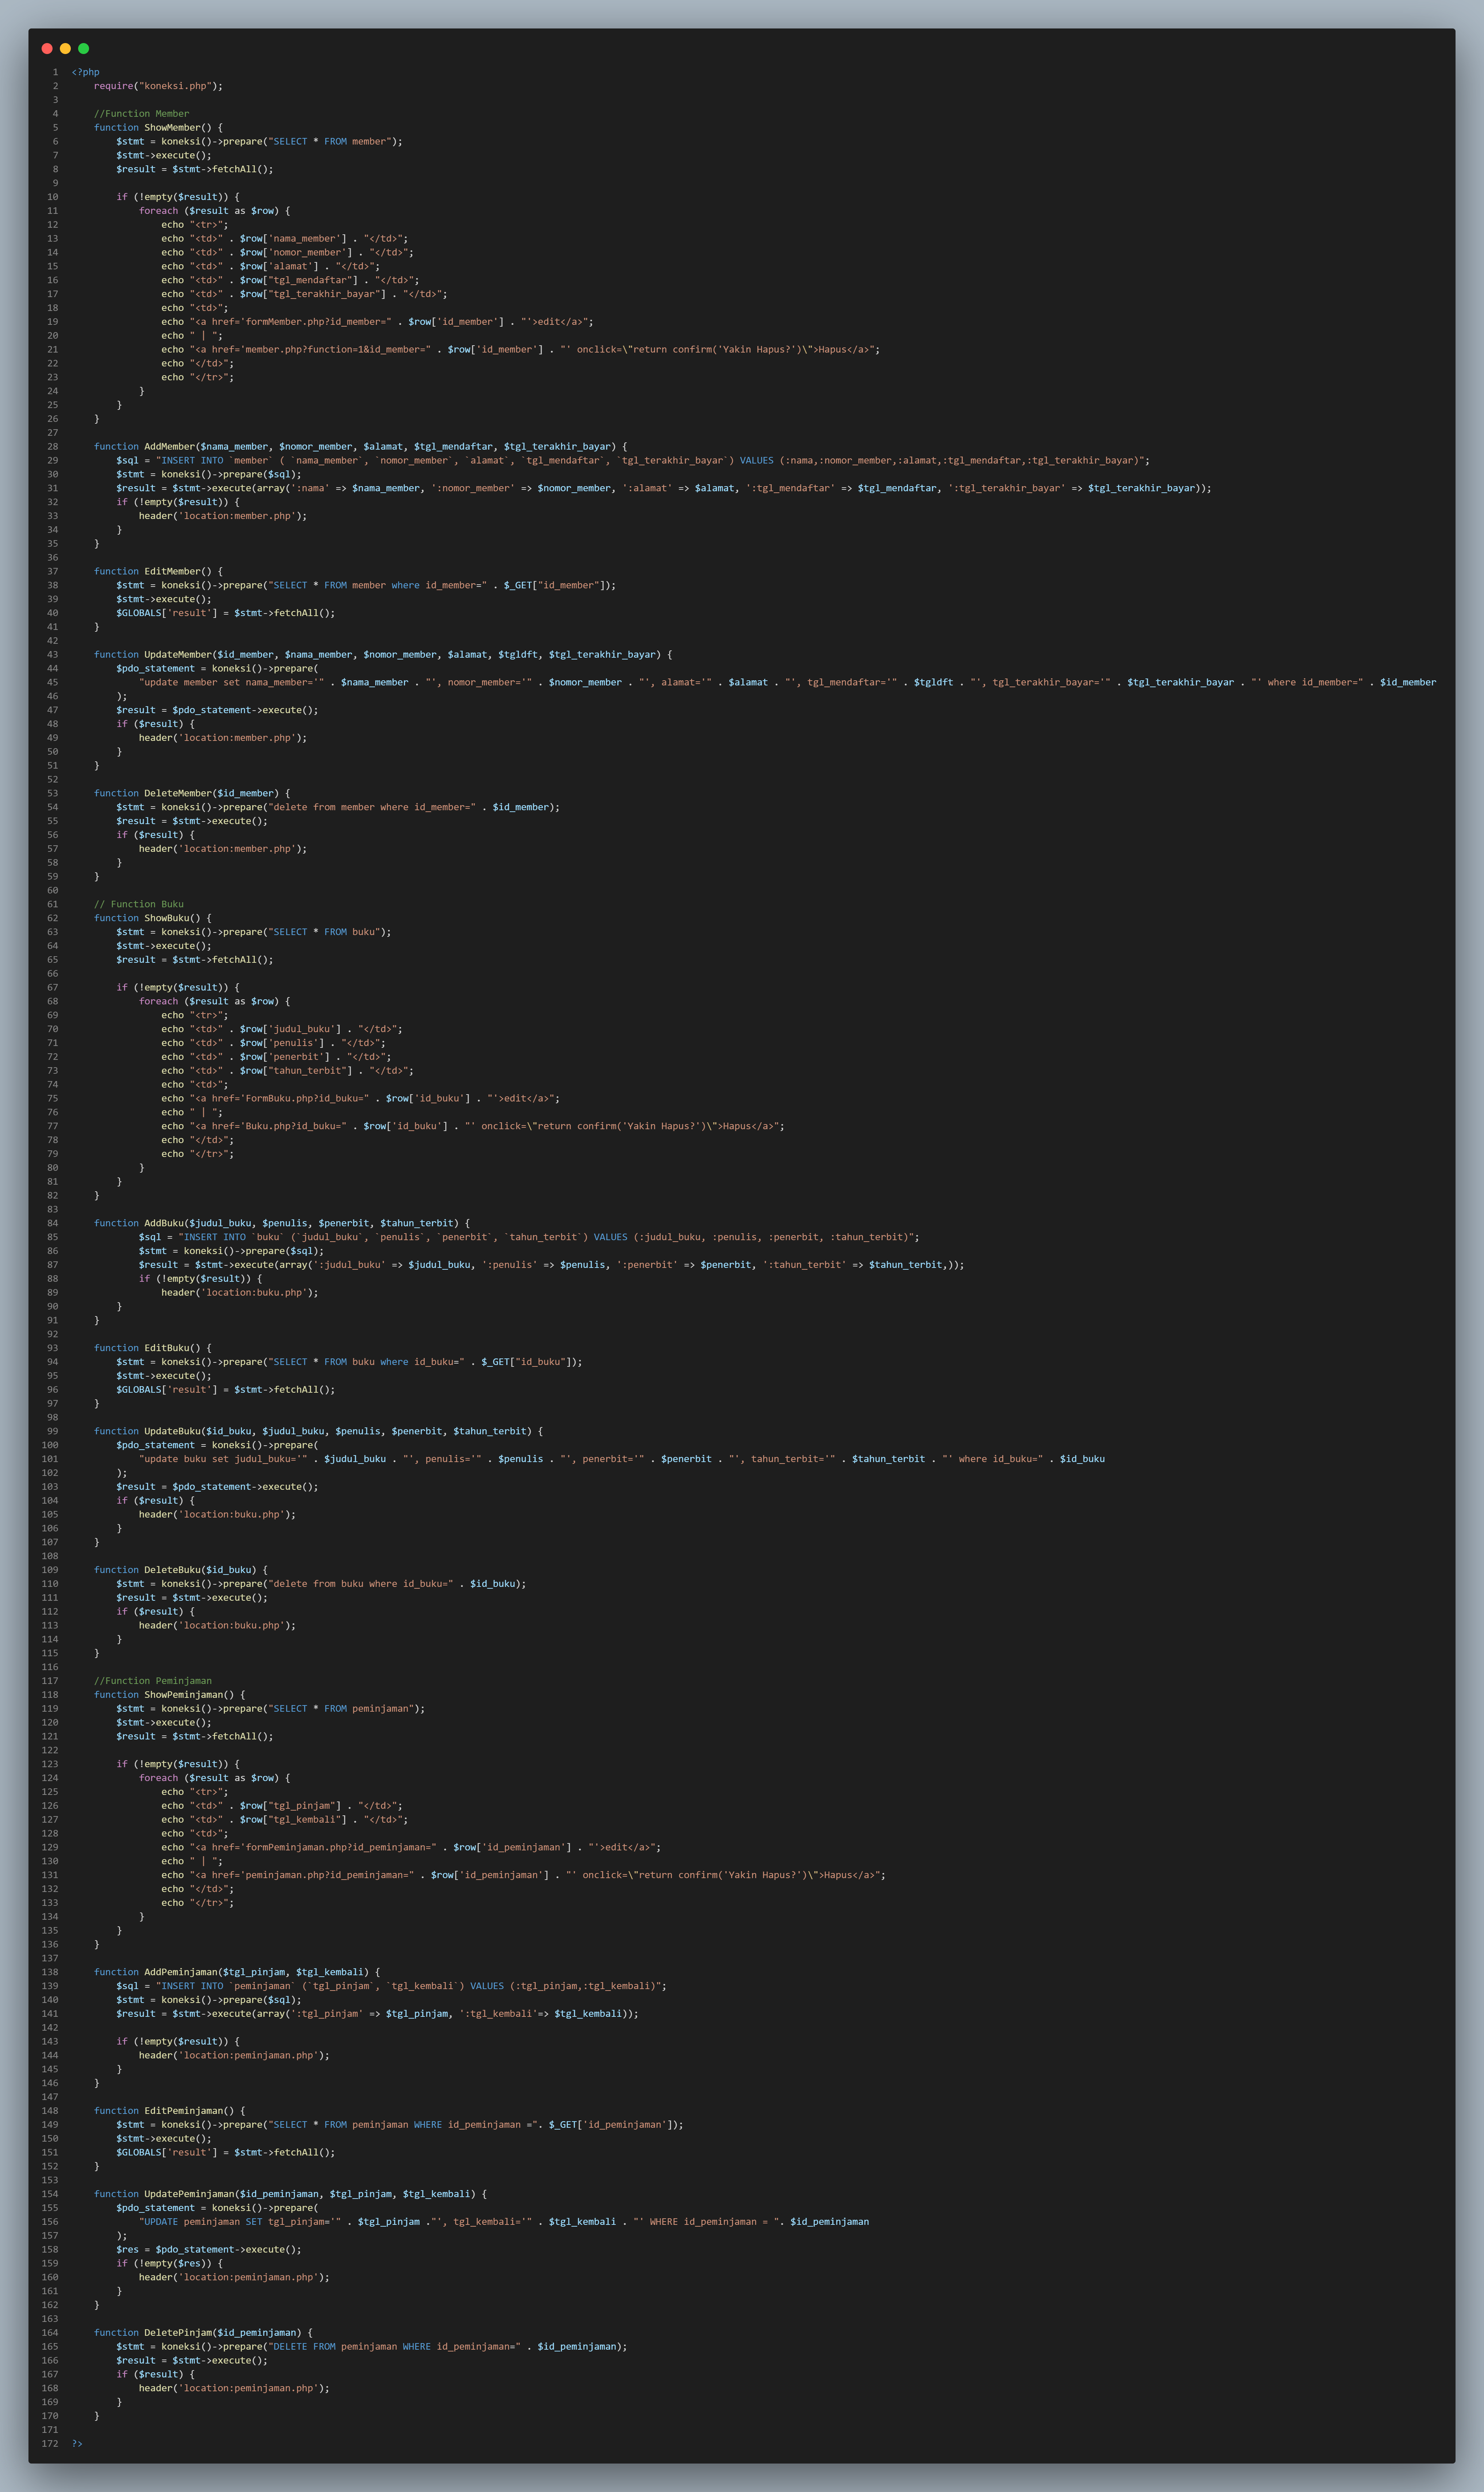 1 <?php
2     require("koneksi.php");
3
4     //Function Member
5     function ShowMember() {
6         $stmt = koneksi()->prepare("SELECT * FROM member");
7         $stmt->execute();
8         $result = $stmt->fetchAll();
9
10         if (!empty($result)) {
11             foreach ($result as $row) {
12                 echo "<tr>";
13                 echo "<td>" . $row['nama_member'] . "</td>";
14                 echo "<td>" . $row['nomor_member'] . "</td>";
15                 echo "<td>" . $row['alamat'] . "</td>";
16                 echo "<td>" . $row["tgl_mendaftar"] . "</td>";
17                 echo "<td>" . $row["tgl_terakhir_bayar"] . "</td>";
18                 echo "<td>";
19                 echo "<a href='formMember.php?id_member=" . $row['id_member'] . "'>edit</a>";
20                 echo " | ";
21                 echo "<a href='member.php?function=1&id_member=" . $row['id_member'] . "' onclick=\"return confirm('Yakin Hapus?')\">Hapus</a>";
22                 echo "</td>";
23                 echo "</tr>";
24             }
25         }
26     }
27
28     function AddMember($nama_member, $nomor_member, $alamat, $tgl_mendaftar, $tgl_terakhir_bayar) {
29         $sql = "INSERT INTO `member` ( `nama_member`, `nomor_member`, `alamat`, `tgl_mendaftar`, `tgl_terakhir_bayar`) VALUES (:nama,:nomor_member,:alamat,:tgl_mendaftar,:tgl_terakhir_bayar)";
30         $stmt = koneksi()->prepare($sql);
31         $result = $stmt->execute(array(':nama' => $nama_member, ':nomor_member' => $nomor_member, ':alamat' => $alamat, ':tgl_mendaftar' => $tgl_mendaftar, ':tgl_terakhir_bayar' => $tgl_terakhir_bayar));
32         if (!empty($result)) {
33             header('location:member.php');
34         }
35     }
36
37     function EditMember() {
38         $stmt = koneksi()->prepare("SELECT * FROM member where id_member=" . $_GET["id_member"]);
39         $stmt->execute();
40         $GLOBALS['result'] = $stmt->fetchAll();
41     }
42
43     function UpdateMember($id_member, $nama_member, $nomor_member, $alamat, $tgldft, $tgl_terakhir_bayar) {
44         $pdo_statement = koneksi()->prepare(
45             "update member set nama_member='" . $nama_member . "', nomor_member='" . $nomor_member . "', alamat='" . $alamat . "', tgl_mendaftar='" . $tgldft . "', tgl_terakhir_bayar='" . $tgl_terakhir_bayar . "' where id_member=" . $id_member
46         );
47         $result = $pdo_statement->execute();
48         if ($result) {
49             header('location:member.php');
50         }
51     }
52
53     function DeleteMember($id_member) {
54         $stmt = koneksi()->prepare("delete from member where id_member=" . $id_member);
55         $result = $stmt->execute();
56         if ($result) {
57             header('location:member.php');
58         }
59     }
60
61     // Function Buku
62     function ShowBuku() {
63         $stmt = koneksi()->prepare("SELECT * FROM buku");
64         $stmt->execute();
65         $result = $stmt->fetchAll();
66
67         if (!empty($result)) {
68             foreach ($result as $row) {
69                 echo "<tr>";
70                 echo "<td>" . $row['judul_buku'] . "</td>";
71                 echo "<td>" . $row['penulis'] . "</td>";
72                 echo "<td>" . $row['penerbit'] . "</td>";
73                 echo "<td>" . $row["tahun_terbit"] . "</td>";
74                 echo "<td>";
75                 echo "<a href='FormBuku.php?id_buku=" . $row['id_buku'] . "'>edit</a>";
76                 echo " | ";
77                 echo "<a href='Buku.php?id_buku=" . $row['id_buku'] . "' onclick=\"return confirm('Yakin Hapus?')\">Hapus</a>";
78                 echo "</td>";
79                 echo "</tr>";
80             }
81         }
82     }
83
84     function AddBuku($judul_buku, $penulis, $penerbit, $tahun_terbit) {
85             $sql = "INSERT INTO `buku` (`judul_buku`, `penulis`, `penerbit`, `tahun_terbit`) VALUES (:judul_buku, :penulis, :penerbit, :tahun_terbit)";
86             $stmt = koneksi()->prepare($sql);
87             $result = $stmt->execute(array(':judul_buku' => $judul_buku, ':penulis' => $penulis, ':penerbit' => $penerbit, ':tahun_terbit' => $tahun_terbit,));
88             if (!empty($result)) {
89                 header('location:buku.php');
90         }
91     }
92
93     function EditBuku() {
94         $stmt = koneksi()->prepare("SELECT * FROM buku where id_buku=" . $_GET["id_buku"]);
95         $stmt->execute();
96         $GLOBALS['result'] = $stmt->fetchAll();
97     }
98
99     function UpdateBuku($id_buku, $judul_buku, $penulis, $penerbit, $tahun_terbit) {
100         $pdo_statement = koneksi()->prepare(
101             "update buku set judul_buku='" . $judul_buku . "', penulis='" . $penulis . "', penerbit='" . $penerbit . "', tahun_terbit='" . $tahun_terbit . "' where id_buku=" . $id_buku
102         );
103         $result = $pdo_statement->execute();
104         if ($result) {
105             header('location:buku.php');
106         }
107     }
108
109     function DeleteBuku($id_buku) {
110         $stmt = koneksi()->prepare("delete from buku where id_buku=" . $id_buku);
111         $result = $stmt->execute();
112         if ($result) {
113             header('location:buku.php');
114         }
115     }
116
117     //Function Peminjaman
118     function ShowPeminjaman() {
119         $stmt = koneksi()->prepare("SELECT * FROM peminjaman");
120         $stmt->execute();
121         $result = $stmt->fetchAll();
122
123         if (!empty($result)) {
124             foreach ($result as $row) {
125                 echo "<tr>";
126                 echo "<td>" . $row["tgl_pinjam"] . "</td>";
127                 echo "<td>" . $row["tgl_kembali"] . "</td>";
128                 echo "<td>";
129                 echo "<a href='formPeminjaman.php?id_peminjaman=" . $row['id_peminjaman'] . "'>edit</a>";
130                 echo " | ";
131                 echo "<a href='peminjaman.php?id_peminjaman=" . $row['id_peminjaman'] . "' onclick=\"return confirm('Yakin Hapus?')\">Hapus</a>";
132                 echo "</td>";
133                 echo "</tr>";
134             }
135         }
136     }
137
138     function AddPeminjaman($tgl_pinjam, $tgl_kembali) {
139         $sql = "INSERT INTO `peminjaman` (`tgl_pinjam`, `tgl_kembali`) VALUES (:tgl_pinjam,:tgl_kembali)";
140         $stmt = koneksi()->prepare($sql);
141         $result = $stmt->execute(array(':tgl_pinjam' => $tgl_pinjam, ':tgl_kembali'=> $tgl_kembali));
142
143         if (!empty($result)) {
144             header('location:peminjaman.php');
145         }
146     }
147
148     function EditPeminjaman() {
149         $stmt = koneksi()->prepare("SELECT * FROM peminjaman WHERE id_peminjaman =". $_GET['id_peminjaman']);
150         $stmt->execute();
151         $GLOBALS['result'] = $stmt->fetchAll();
152     }
153
154     function UpdatePeminjaman($id_peminjaman, $tgl_pinjam, $tgl_kembali) {
155         $pdo_statement = koneksi()->prepare(
156             "UPDATE peminjaman SET tgl_pinjam='" . $tgl_pinjam ."', tgl_kembali='" . $tgl_kembali . "' WHERE id_peminjaman = ". $id_peminjaman
157         );
158         $res = $pdo_statement->execute();
159         if (!empty($res)) {
160             header('location:peminjaman.php');
161         }
162     }
163
164     function DeletePinjam($id_peminjaman) {
165         $stmt = koneksi()->prepare("DELETE FROM peminjaman WHERE id_peminjaman=" . $id_peminjaman);
166         $result = $stmt->execute();
167         if ($result) {
168             header('location:peminjaman.php');
169         }
170     }
171
172 ?>